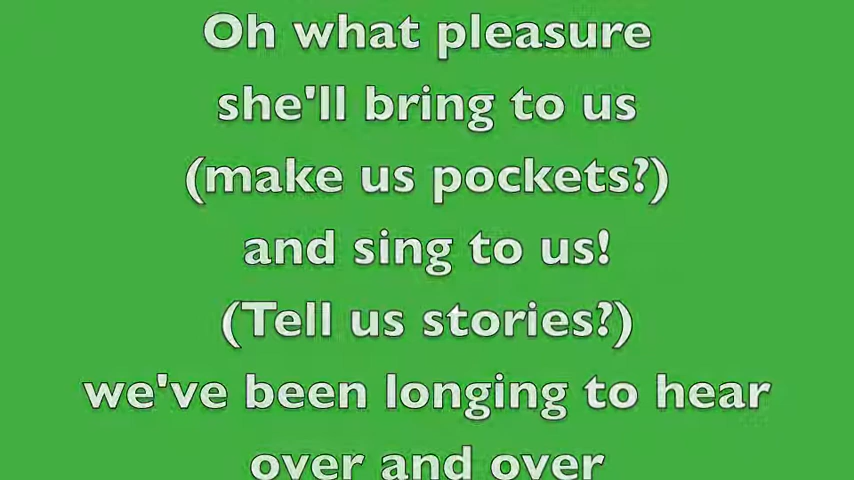 Oh what pleasure
she'll bring to us
(make us pockets?)
and sing to us!
(Tell us stories?)
we've been longing to hear
over and over